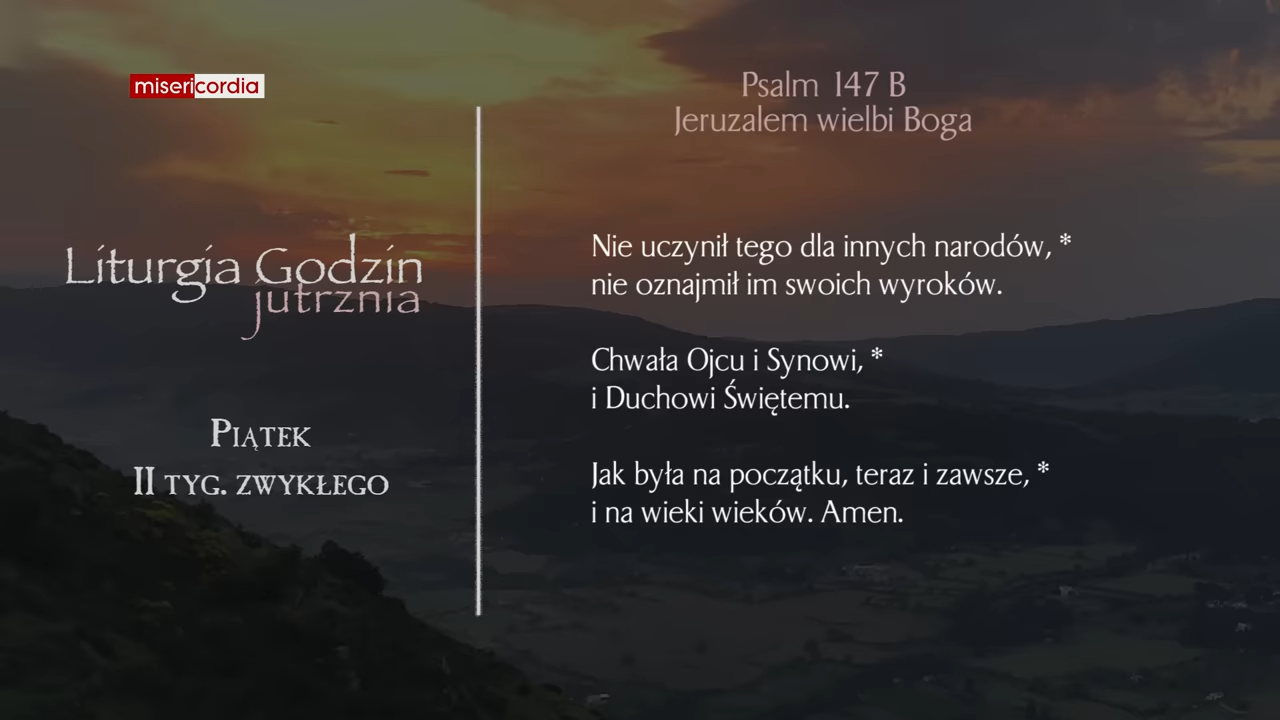 misericordia
Liturgia Godzin
jutrznia
Piątek
II tyg. zwykłego
Psalm 147 B
Jeruzalem wielbi Boga
Nie uczynił tego dla innych narodów, *
nie oznajmił im swoich wyroków.
Chwała Ojcu i Synowi, *
i Duchowi Świętemu.
Jak była na początku, teraz i zawsze, *
i na wieki wieków. Amen.